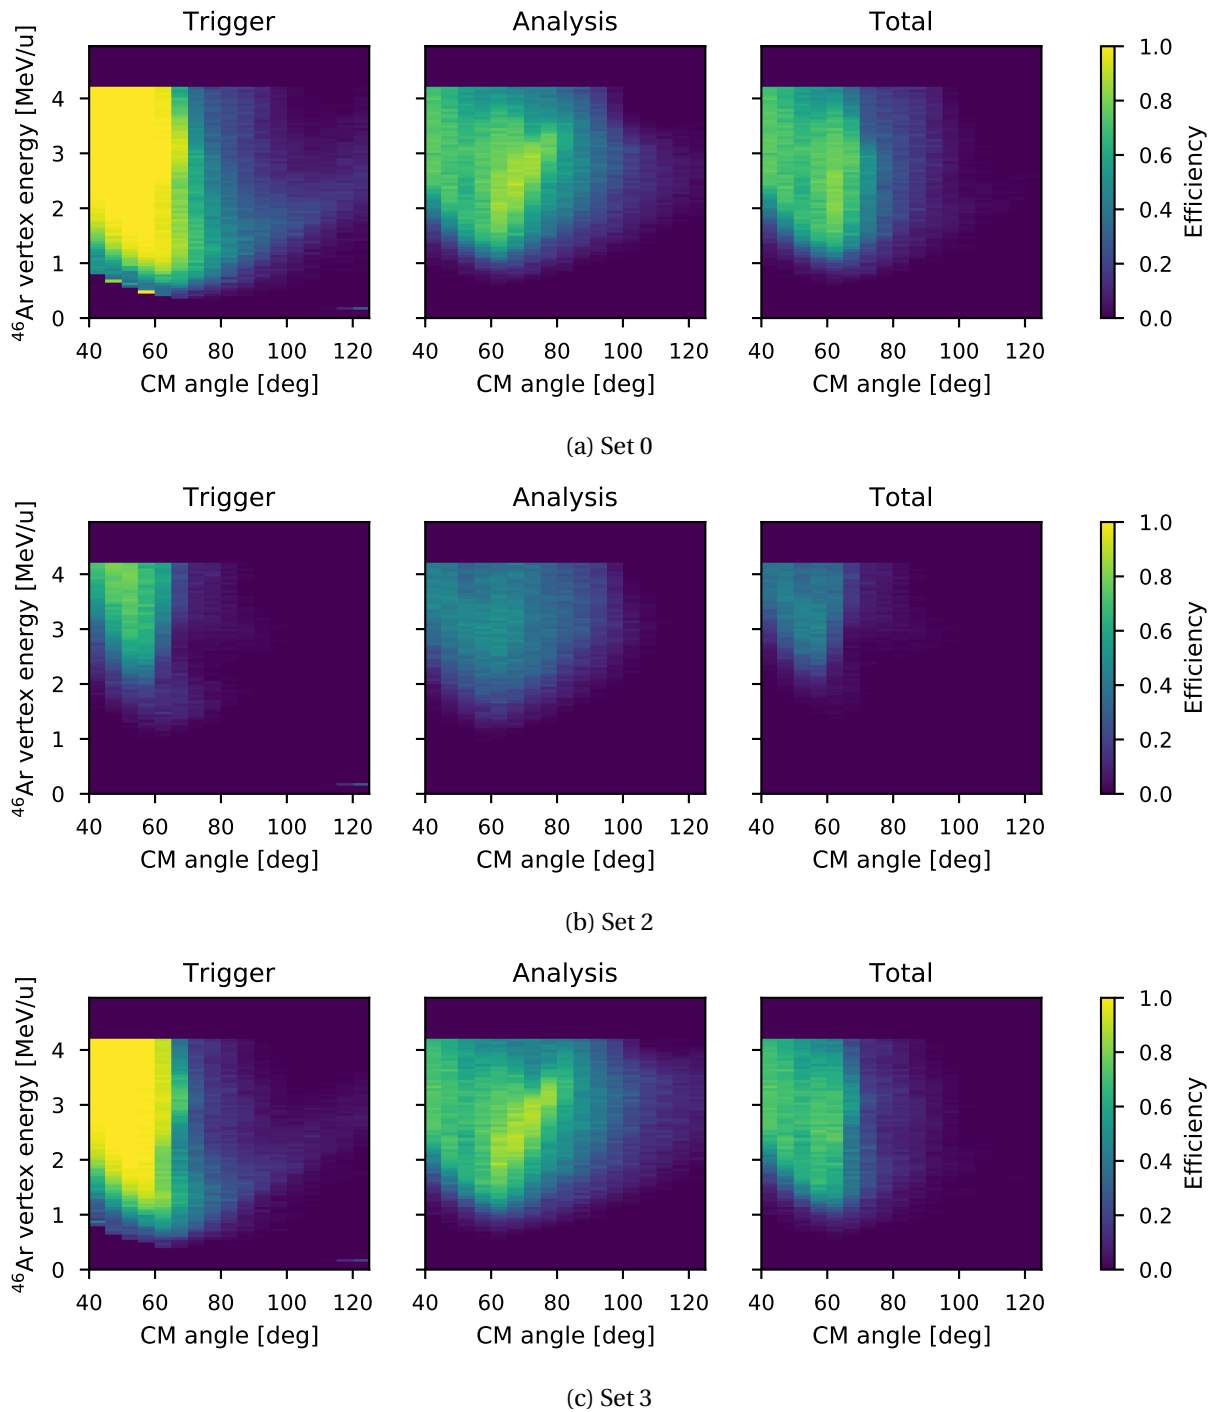 Trigger Analysis Total
⁴⁶Ar vertex energy [MeV/u]
4
3
2
1
0
40 60 80 100 120
40 60 80 100 120
40 60 80 100 120
CM angle [deg] CM angle [deg] CM angle [deg]
1.0
0.8
0.6
0.4
0.2
0.0
Efficiency
(a) Set 0
Trigger Analysis Total
⁴⁶Ar vertex energy [MeV/u]
4
3
2
1
0
40 60 80 100 120
40 60 80 100 120
40 60 80 100 120
CM angle [deg] CM angle [deg] CM angle [deg]
1.0
0.8
0.6
0.4
0.2
0.0
Efficiency
(b) Set 2
Trigger Analysis Total
⁴⁶Ar vertex energy [MeV/u]
4
3
2
1
0
40 60 80 100 120
40 60 80 100 120
40 60 80 100 120
CM angle [deg] CM angle [deg] CM angle [deg]
1.0
0.8
0.6
0.4
0.2
0.0
Efficiency
(c) Set 3